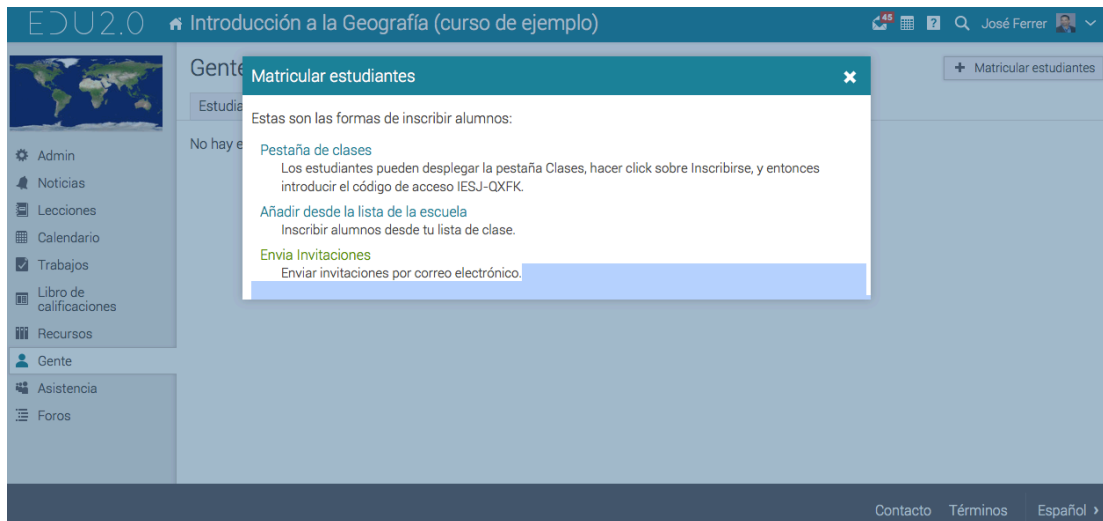 EDU2.0
Introducción a la Geografía (curso de ejemplo)
45
?
José Ferrer
Gente
+ Matricular estudiantes
Estudia
No hay e
Matricular estudiantes
Estas son las formas de inscribir alumnos:
Pestaña de clases
Los estudiantes pueden desplegar la pestaña Clases, hacer click sobre Inscribirse, y entonces
introducir el código de acceso IESJ-QXFK.
Añadir desde la lista de la escuela
Inscribir alumnos desde tu lista de clase.
Envia Invitaciones
Enviar invitaciones por correo electrónico.
Admin
Noticias
Lecciones
Calendario
Trabajos
Libro de
calificaciones
Recursos
Gente
Asistencia
Foros
Contacto Términos Español ›